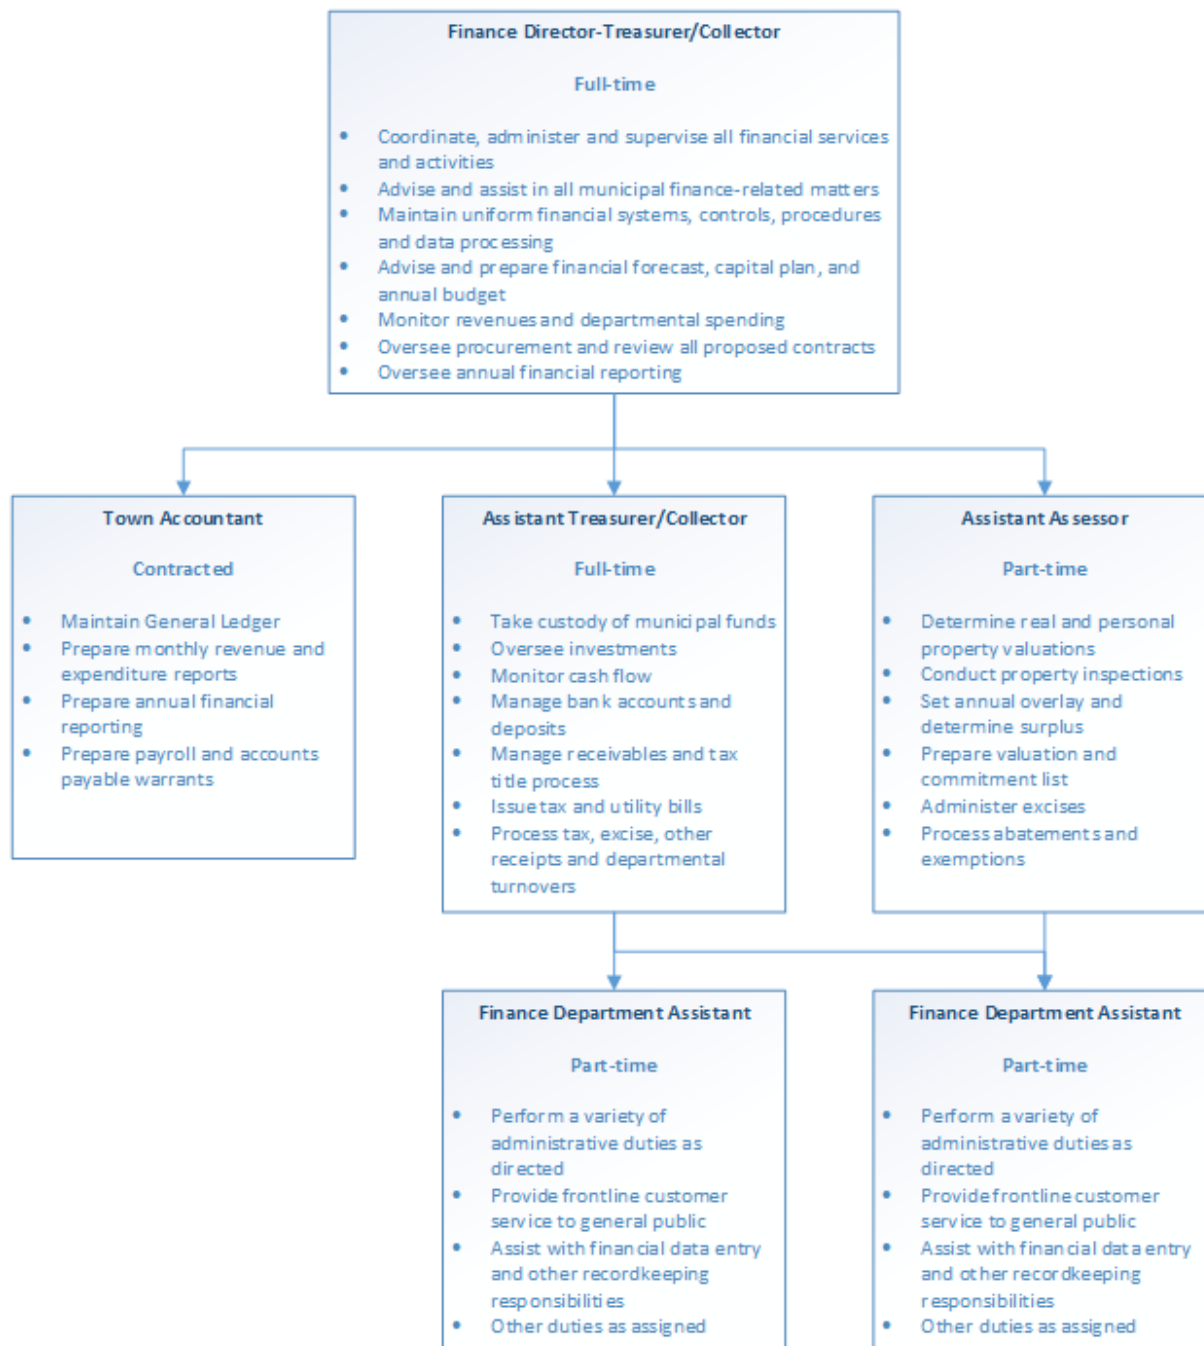 Finance Director-Treasurer/Collector
Full-time
• Coordinate, administer and supervise all financial services
and activities
• Advise and assist in all municipal finance-related matters
• Maintain uniform financial systems, controls, procedures
and data processing
• Advise and prepare financial forecast, capital plan, and
annual budget
• Monitor revenues and departmental spending
• Oversee procurement and review all proposed contracts
• Oversee annual financial reporting
Town Accountant
Contracted
• Maintain General Ledger
• Prepare monthly revenue and
expenditure reports
• Prepare annual financial
reporting
• Prepare payroll and accounts
payable warrants
Assistant Treasurer/Collector
Full-time
• Take custody of municipal funds
• Oversee investments
• Monitor cash flow
• Manage bank accounts and
deposits
• Manage receivables and tax
title process
• Issue tax and utility bills
• Process tax, excise, other
receipts and departmental
turnovers
Assistant Assessor
Part-time
• Determine real and personal
property valuations
• Conduct property inspections
• Set annual overlay and
determine surplus
• Prepare valuation and
commitment list
• Administer excises
• Process abatements and
exemptions
Finance Department Assistant
Part-time
• Perform a variety of
administrative duties as
directed
• Provide frontline customer
service to general public
• Assist with financial data entry
and other recordkeeping
responsibilities
• Other duties as assigned
Finance Department Assistant
Part-time
• Perform a variety of
administrative duties as
directed
• Provide frontline customer
service to general public
• Assist with financial data entry
and other recordkeeping
responsibilities
• Other duties as assigned